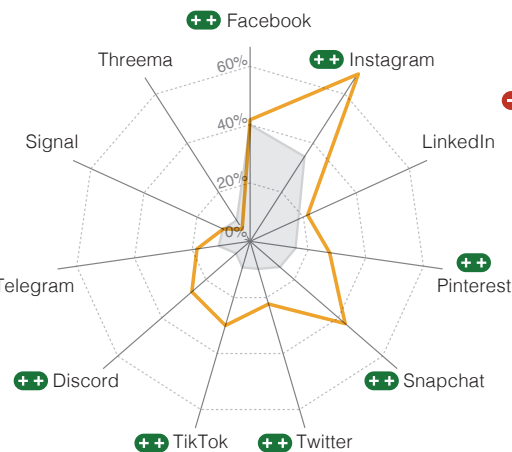 ++ Facebook
++ Instagram
Threema
60%
40%
20%
0%
Signal
LinkedIn
Telegram
++
Pinterest
++ Discord
++ Snapchat
++ TikTok
++ Twitter